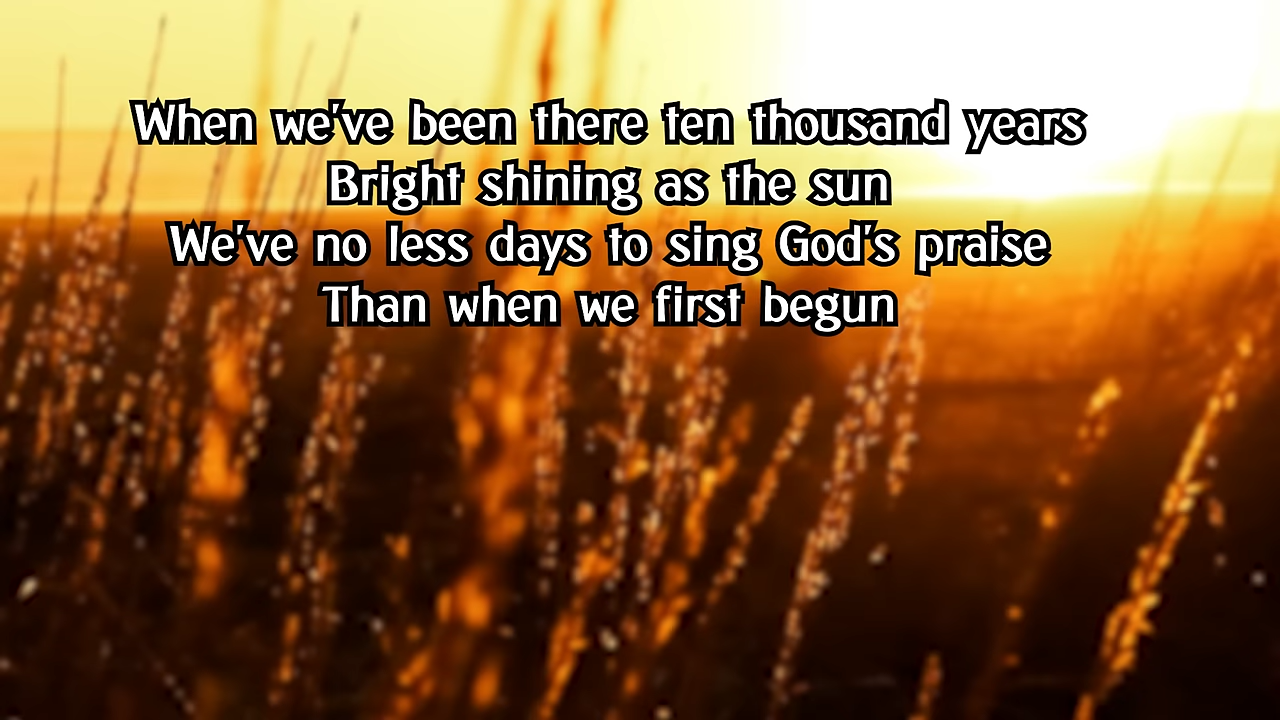 When we've been there ten thousand years
Bright shining as the sun
We've no less days to sing God's praise
Than when we first begun